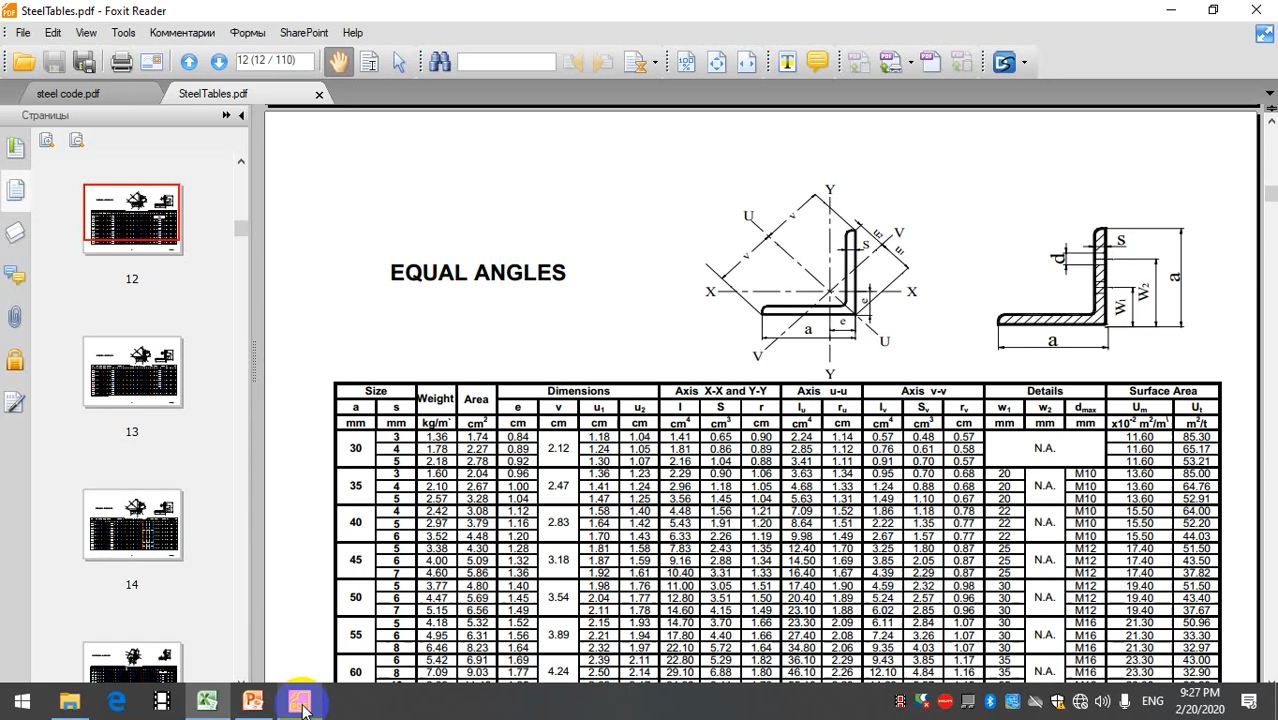 SteelTables.pdf - Foxit Reader
File Edit View Tools Комментарии Формы SharePoint Help
12 (12 / 110)
steel code.pdf SteelTables.pdf
Страницы
12
13
14
EQUAL ANGLES
Y
U v V
S u2 u1
v
X X
e
a e
V U
Y
d s
W1 W2 a
a
Size Weight Area Dimensions Axis X-X and Y-Y Axis u-u Axis v-v Details Surface Area
a s e v u1 u2 I S r Iu ru Iv Sv rv w1 w2 dmax Um Ut
mm mm kg/m` cm2 cm cm cm cm cm4 cm3 cm cm4 cm cm4 cm3 cm mm mm mm x10-2 m2/m\ m2/t
30 3 1.36 1.74 0.84 2.12 1.18 1.04 1.41 0.65 0.90 2.24 1.14 0.57 0.48 0.57 N.A. 11.60 85.30
4 1.78 2.27 0.89 1.24 1.05 1.81 0.86 0.89 2.85 1.12 0.76 0.61 0.58 11.60 65.17
5 2.18 2.78 0.92 1.30 1.07 2.16 1.04 0.88 3.41 1.11 0.91 0.70 0.57 11.60 53.21
35 3 1.60 2.04 0.96 2.47 1.36 1.23 2.29 0.90 1.06 3.63 1.34 0.95 0.70 0.68 20 N.A. M10 13.60 85.00
4 2.10 2.67 1.00 1.41 1.24 2.96 1.18 1.05 4.68 1.33 1.24 0.88 0.68 20 M10 13.60 64.76
5 2.57 3.28 1.04 1.47 1.25 3.56 1.45 1.04 5.63 1.31 1.49 1.10 0.67 20 M10 13.60 52.91
40 4 2.42 3.08 1.12 2.83 1.58 1.40 4.48 1.56 1.21 7.09 1.52 1.86 1.18 0.78 22 N.A. M10 15.50 64.00
5 2.97 3.79 1.16 1.64 1.42 5.43 1.91 1.20 8.64 1.51 2.22 1.35 0.77 22 M10 15.50 52.20
6 3.52 4.48 1.20 1.70 1.43 6.33 2.26 1.19 9.98 1.49 2.67 1.57 0.77 22 M10 15.50 44.03
45 5 3.38 4.30 1.28 3.18 1.81 1.58 7.83 2.43 1.35 12.40 1.70 3.25 1.80 0.87 25 N.A. M12 17.40 51.50
6 4.00 5.09 1.32 1.87 1.59 9.16 2.88 1.34 14.50 1.69 3.85 2.05 0.87 25 M12 17.40 43.50
7 4.60 5.86 1.36 1.92 1.61 10.40 3.31 1.33 16.40 1.67 4.39 2.29 0.87 25 M12 17.40 37.82
50 5 3.77 4.80 1.40 3.54 1.98 1.76 11.00 3.05 1.51 17.40 1.90 4.59 2.32 0.98 30 N.A. M12 19.40 51.50
6 4.47 5.69 1.45 2.04 1.77 12.80 3.51 1.50 20.40 1.89 5.24 2.57 0.96 30 M12 19.40 43.40
7 5.15 6.56 1.49 2.11 1.78 14.60 4.15 1.49 23.10 1.88 6.02 2.85 0.96 30 M12 19.40 37.67
55 5 4.18 5.32 1.52 3.89 2.15 1.93 14.70 3.70 1.66 23.30 2.09 6.11 2.84 1.07 30 N.A. M16 21.30 50.96
6 4.95 6.31 1.56 2.21 1.94 17.80 4.40 1.66 27.40 2.08 7.24 3.26 1.07 30 M16 21.30 33.30
8 6.46 8.23 1.64 2.32 1.97 22.10 5.72 1.64 34.80 2.06 9.35 4.03 1.07 30 M16 21.30 32.97
60 6 5.42 6.91 1.69 4.24 2.39 2.11 22.80 5.29 1.82 36.10 2.29 9.43 3.85 1.17 35 N.A. M16 23.30 43.00
8 7.09 9.03 1.77 2.50 2.14 29.10 6.88 1.80 46.10 2.26 12.10 4.84 1.16 35 M16 23.30 32.90
ENG 9:27 PM
2/20/2020